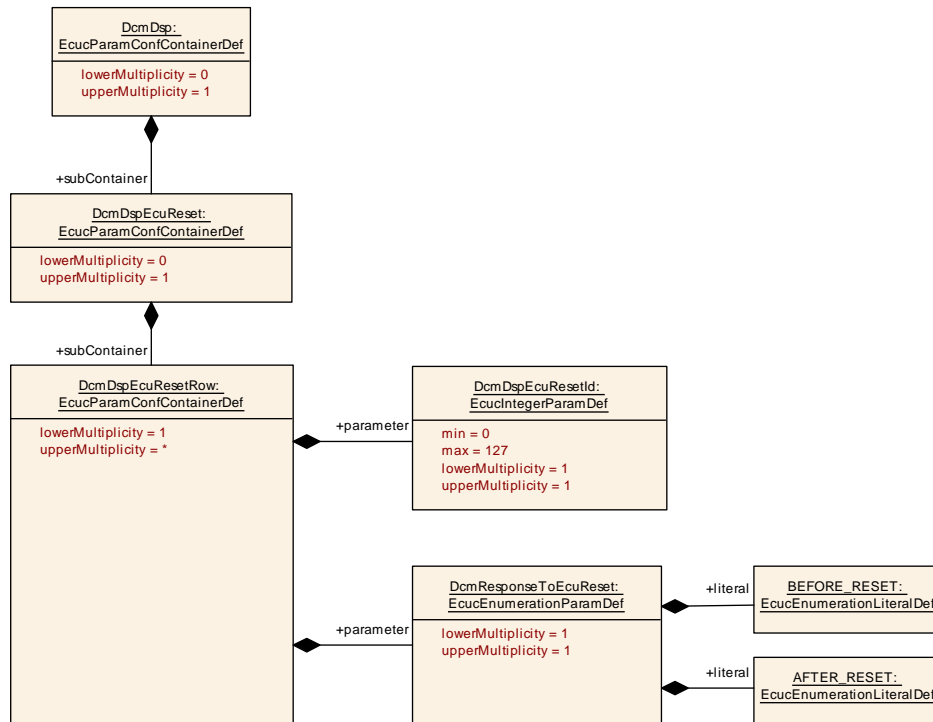 DcmDsp:
EcucParamConfContainerDef
lowerMultiplicity = 0
upperMultiplicity = 1
+subContainer
DcmDspEcuReset:
EcucParamConfContainerDef
lowerMultiplicity = 0
upperMultiplicity = 1
+subContainer
DcmDspEcuResetRow:
EcucParamConfContainerDef
lowerMultiplicity = 1
upperMultiplicity = *
+parameter
DcmDspEcuResetId:
EcucIntegerParamDef
min = 0
max = 127
lowerMultiplicity = 1
upperMultiplicity = 1
+parameter
DcmResponseToEcuReset:
EcucEnumerationParamDef
lowerMultiplicity = 1
upperMultiplicity = 1
+literal
BEFORE_RESET:
EcucEnumerationLiteralDef
+literal
AFTER_RESET:
EcucEnumerationLiteralDef